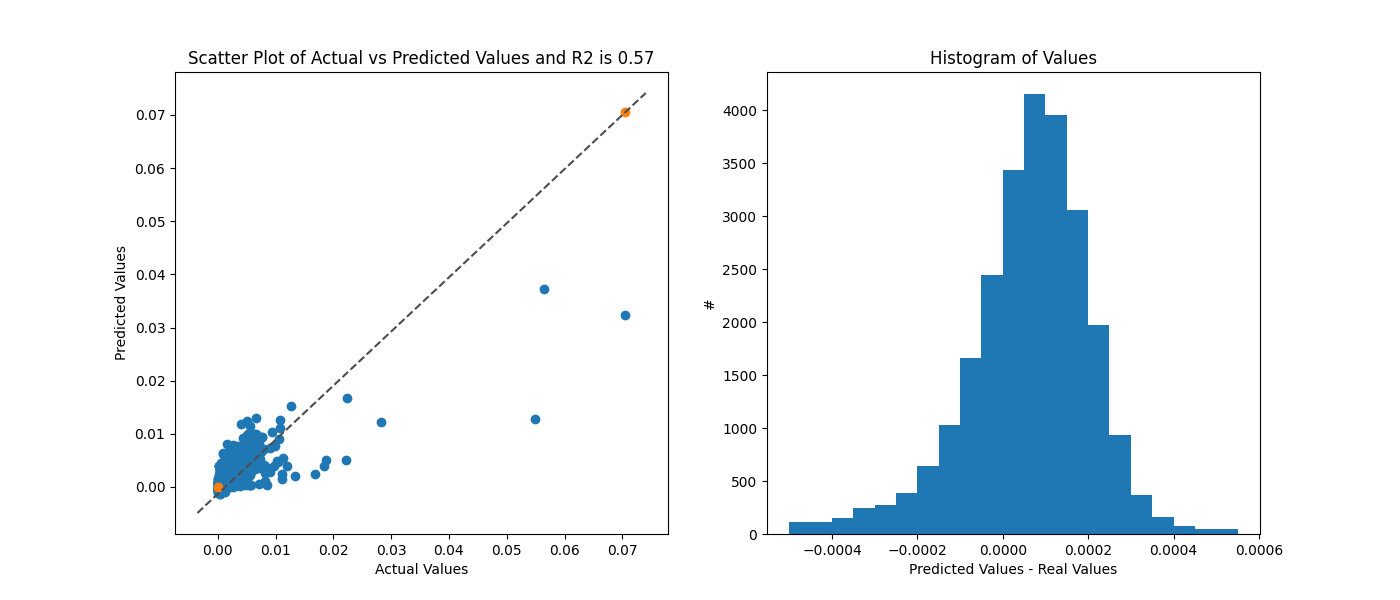 Scatter Plot of Actual vs Predicted Values and R2 is 0.57
Predicted Values
0.07
0.06
0.05
0.04
0.03
0.02
0.01
0.00
0.00 0.01 0.02 0.03 0.04 0.05 0.06 0.07
Actual Values
Histogram of Values
#
4000
3500
3000
2500
2000
1500
1000
500
0
−0.0004 −0.0002 0.0000 0.0002 0.0004 0.0006
Predicted Values - Real Values